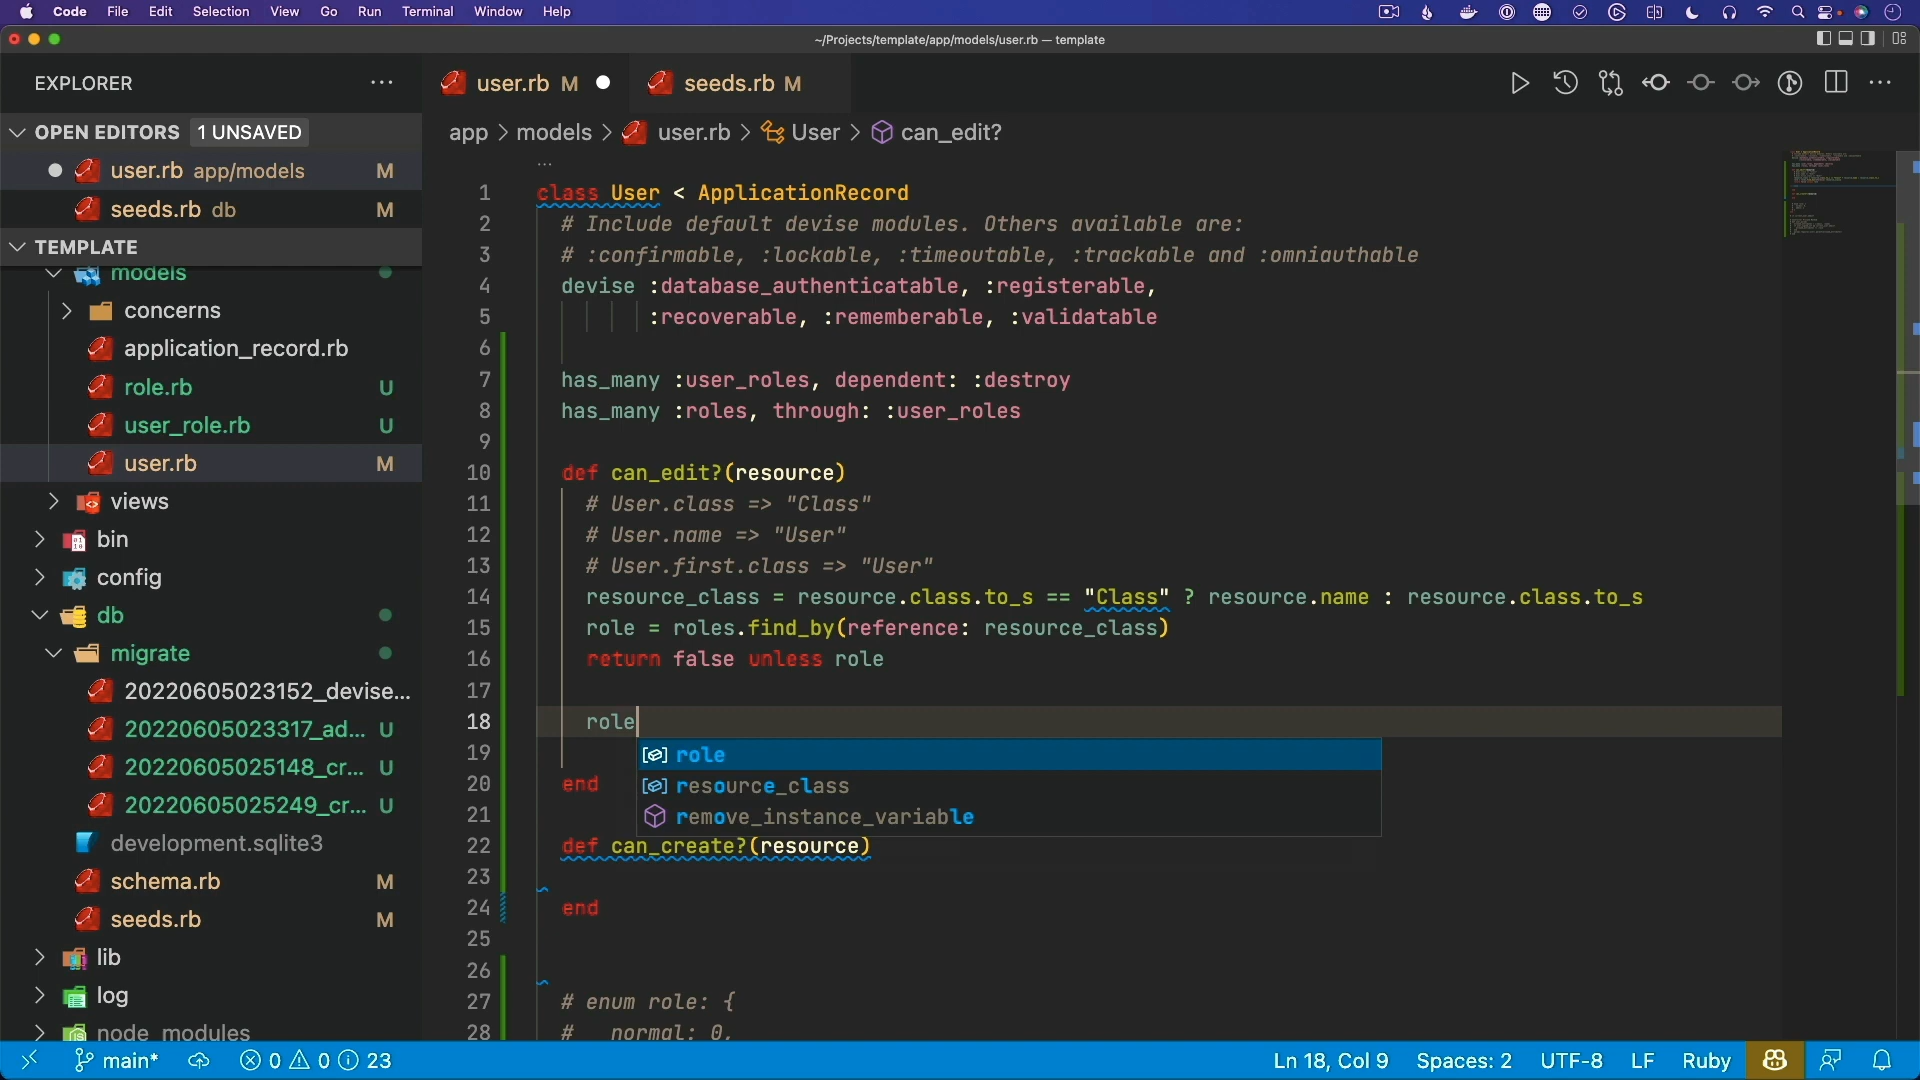 Code File Edit Selection View Go Run Terminal Window Help
~/Projects/template/app/models/user.rb — template
EXPLORER
user.rb M
seeds.rb M
OPEN EDITORS 1 UNSAVED
user.rb app/models M
seeds.rb db M
TEMPLATE
models
concerns
application_record.rb
role.rb U
user_role.rb U
user.rb M
views
bin
config
db
migrate
20220605023152_devise...
20220605023317_ad... U
20220605025148_cr... U
20220605025249_cr... U
development.sqlite3
schema.rb M
seeds.rb M
lib
log
node_modules
app > models > user.rb > User > can_edit?
...
1 class User < ApplicationRecord
2 # Include default devise modules. Others available are:
3 # :confirmable, :lockable, :timeoutable, :trackable and :omniauthable
4 devise :database_authenticatable, :registerable,
5 :recoverable, :rememberable, :validatable
6
7 has_many :user_roles, dependent: :destroy
8 has_many :roles, through: :user_roles
9
10 def can_edit?(resource)
11 # User.class => "Class"
12 # User.name => "User"
13 # User.first.class => "User"
14 resource_class = resource.class.to_s == "Class" ? resource.name : resource.class.to_s
15 role = roles.find_by(reference: resource_class)
16 return false unless role
17
18 role
19
role
resource_class
remove_instance_variable
20 end
21
22 def can_create?(resource)
23
24 end
25
26
27 # enum role: {
28 # normal: 0,
main* 0 0 23
Ln 18, Col 9 Spaces: 2 UTF-8 LF Ruby